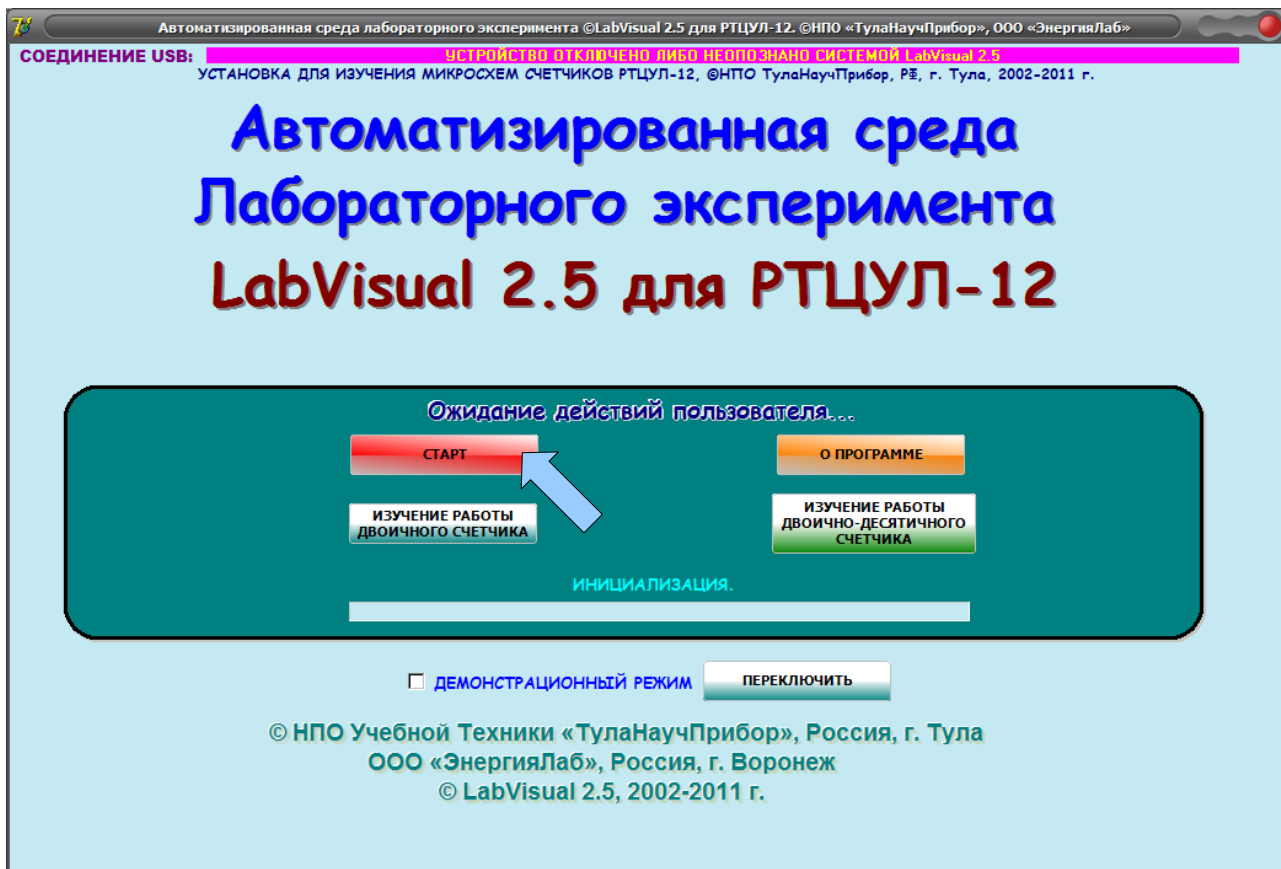 Автоматизированная среда лабораторного эксперимента ©LabVisual 2.5 для РТЦУЛ-12. ©НПО «ТулаНаучПрибор», ООО «ЭнергияЛаб»
СОЕДИНЕНИЕ USB: УСТРОЙСТВО ОТКЛЮЧЕНО ЛИБО НЕОПОЗНАНО СИСТЕМОЙ LabVisual 2.5
УСТАНОВКА ДЛЯ ИЗУЧЕНИЯ МИКРОСХЕМ СЧЕТЧИКОВ РТЦУЛ-12, ©НПО ТулаНаучПрибор, РФ, г. Тула, 2002-2011 г.
Автоматизированная среда
Лабораторного эксперимента
LabVisual 2.5 для РТЦУЛ-12
Ожидание действий пользователя...
СТАРТ
О ПРОГРАММЕ
ИЗУЧЕНИЕ РАБОТЫ
ДВОИЧНОГО СЧЕТЧИКА
ИЗУЧЕНИЕ РАБОТЫ
ДВОИЧНО-ДЕСЯТИЧНОГО
СЧЕТЧИКА
ИНИЦИАЛИЗАЦИЯ.
ДЕМОНСТРАЦИОННЫЙ РЕЖИМ
ПЕРЕКЛЮЧИТЬ
© НПО Учебной Техники «ТулаНаучПрибор», Россия, г. Тула
ООО «ЭнергияЛаб», Россия, г. Воронеж
© LabVisual 2.5, 2002-2011 г.